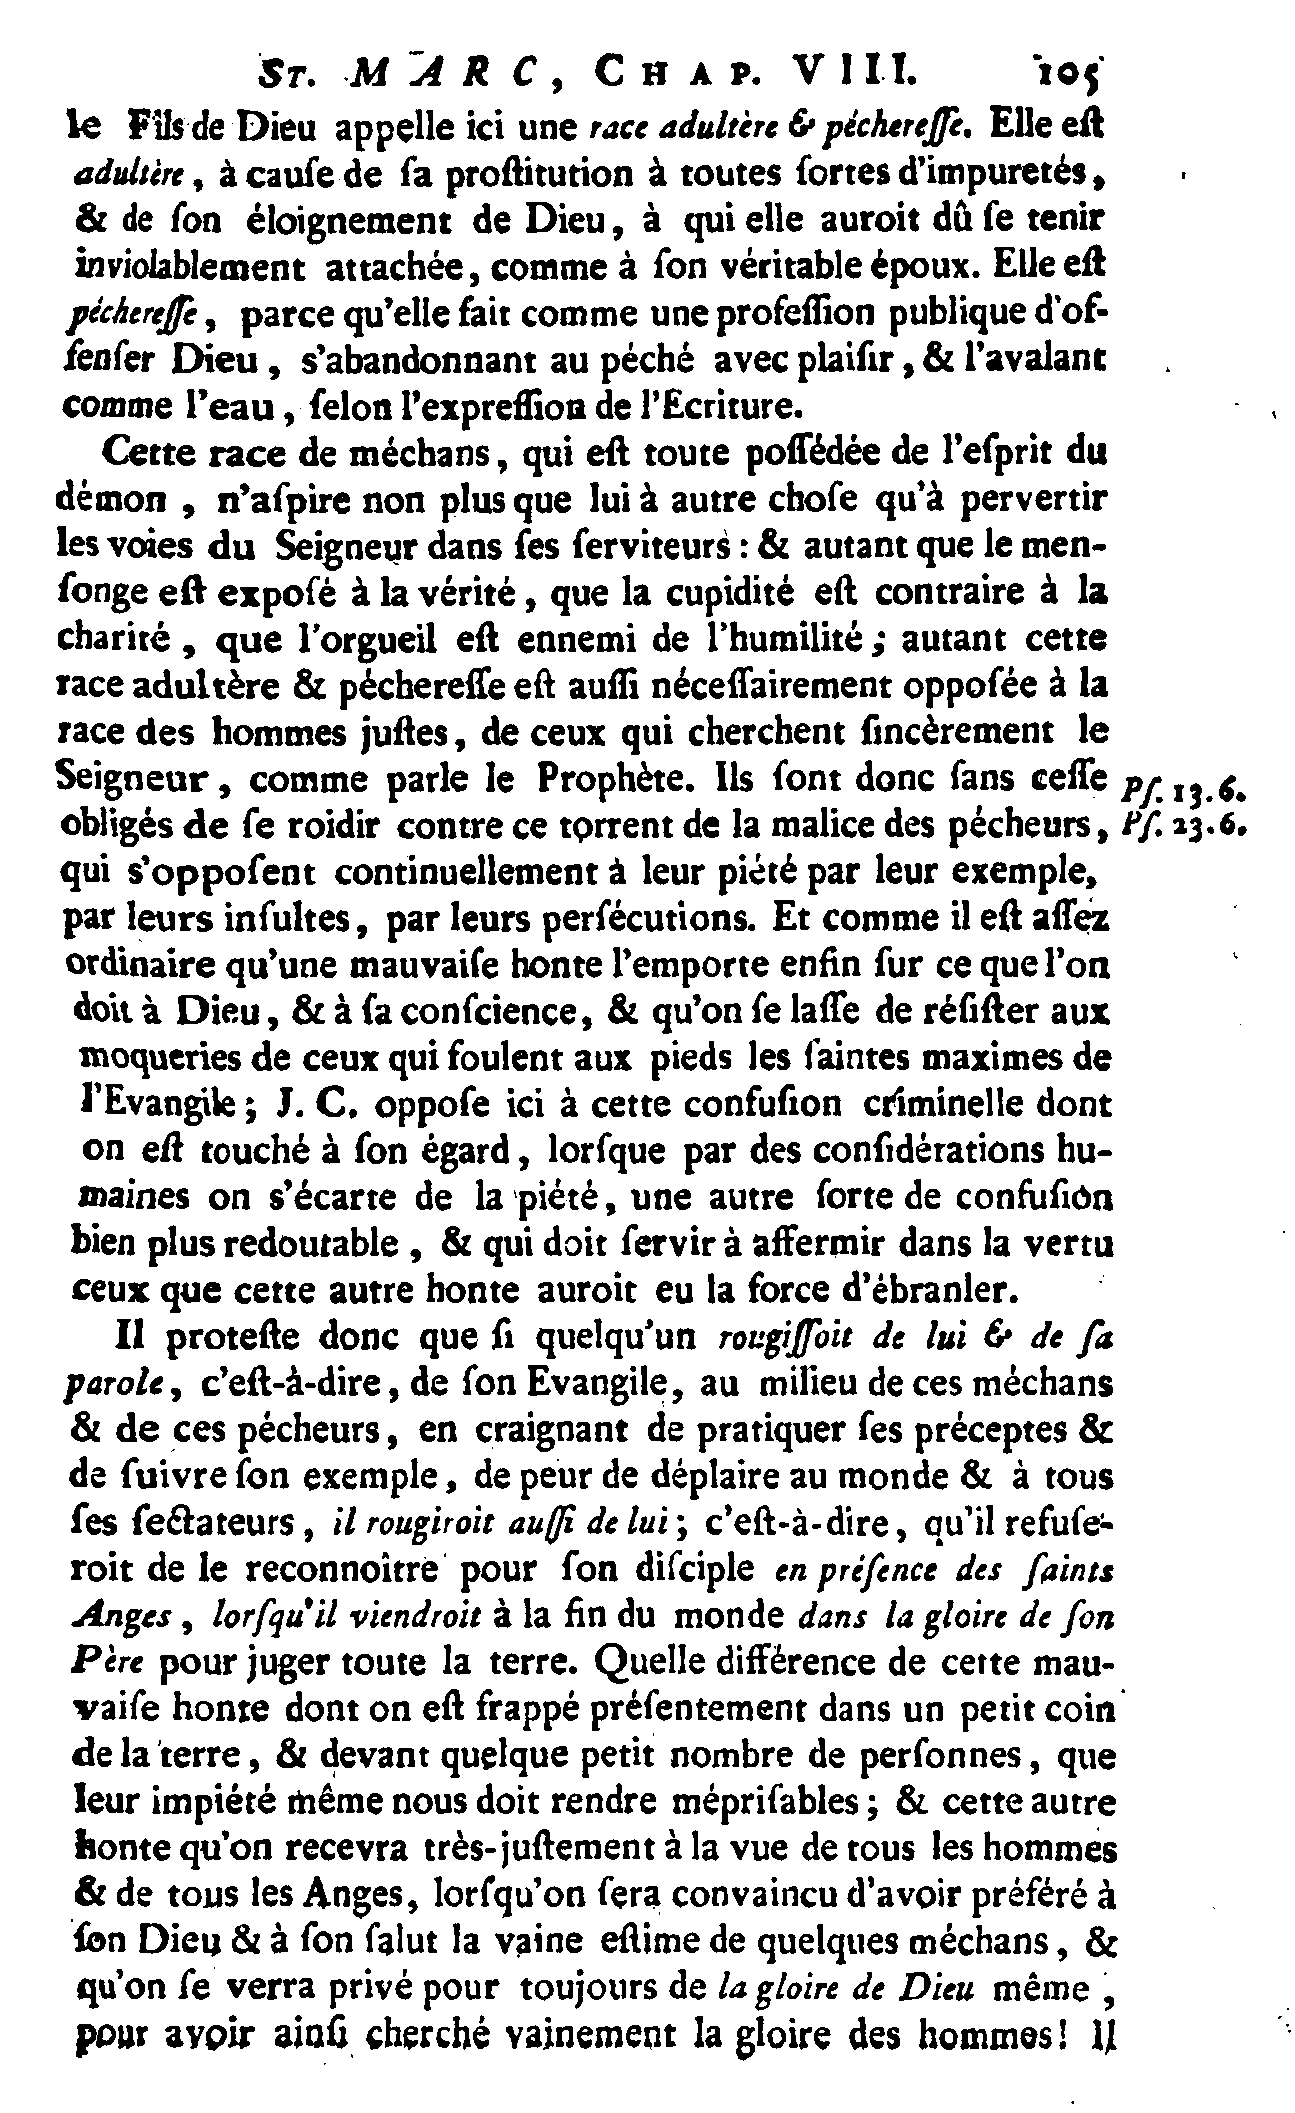 ST. MARC, CHAP. VIII. 105
le Fils de Dieu appelle ici une race adultère & péchereſſe. Elle eſt
adultère, à cauſe de ſa proſtitution à toutes ſortes d'impuretés,
& de ſon éloignement de Dieu, à qui elle auroit dû ſe tenir
inviolablement attachée, comme à ſon véritable époux. Elle eſt
péchereſſe, parce qu'elle fait comme une profeſſion publique d'of-
fenſer Dieu, s'abandonnant au péché avec plaiſir, & l'avalant
comme l'eau, ſelon l'expreſſion de l'Ecriture.
Cette race de méchans, qui eſt toute poſſédée de l'eſprit du
démon, n'aſpire non plus que lui à autre choſe qu'à pervertir
les voies du Seigneur dans ſes ſerviteurs : & autant que le men-
ſonge eſt expoſé à la vérité, que la cupidité eſt contraire à la
charité, que l'orgueil eſt ennemi de l'humilité; autant cette
race adultère & péchereſſe eſt auſſi néceſſairement oppoſée à la
race des hommes juſtes, de ceux qui cherchent ſincèrement le
Seigneur, comme parle le Prophète. Ils ſont donc ſans ceſſe Pſ. 13. 6.
obligés de ſe roidir contre ce torrent de la malice des pécheurs, Pſ. 23. 6.
qui s'oppoſent continuellement à leur piété par leur exemple,
par leurs inſultes, par leurs perſécutions. Et comme il eſt aſſez
ordinaire qu'une mauvaiſe honte l'emporte enfin ſur ce que l'on
doit à Dieu, & à ſa conſcience, & qu'on ſe laſſe de réſiſter aux
moqueries de ceux qui foulent aux pieds les ſaintes maximes de
l'Evangile; J. C. oppoſe ici à cette confuſion criminelle dont
on eſt touché à ſon égard, lorſque par des conſidérations hu-
maines on s'écarte de la piété, une autre ſorte de confuſion
bien plus redoutable, & qui doit ſervir à affermir dans la vertu
ceux que cette autre honte auroit eu la force d'ébranler.
Il proteſte donc que ſi quelqu'un rougiſſoit de lui & de ſa
parole, c'eſt-à-dire, de ſon Evangile, au milieu de ces méchans
& de ces pécheurs, en craignant de pratiquer ſes préceptes &
de ſuivre ſon exemple, de peur de déplaire au monde & à tous
ſes ſectateurs, il rougiroit auſſi de lui; c'eſt-à-dire, qu'il refuſe-
roit de le reconnoître pour ſon diſciple en préſence des ſaints
Anges, lorſqu'il viendroit à la fin du monde dans la gloire de ſon
Père pour juger toute la terre. Quelle différence de cette mau-
vaiſe honte dont on eſt frappé préſentement dans un petit coin
de la terre, & devant quelque petit nombre de perſonnes, que
leur impiété même nous doit rendre mépriſables; & cette autre
honte qu'on recevra très-juſtement à la vue de tous les hommes
& de tous les Anges, lorſqu'on ſera convaincu d'avoir préféré à
ſon Dieu & à ſon ſalut la vaine eſtime de quelques méchans, &
qu'on ſe verra privé pour toujours de la gloire de Dieu même,
pour avoir ainſi cherché vainement la gloire des hommes! Il